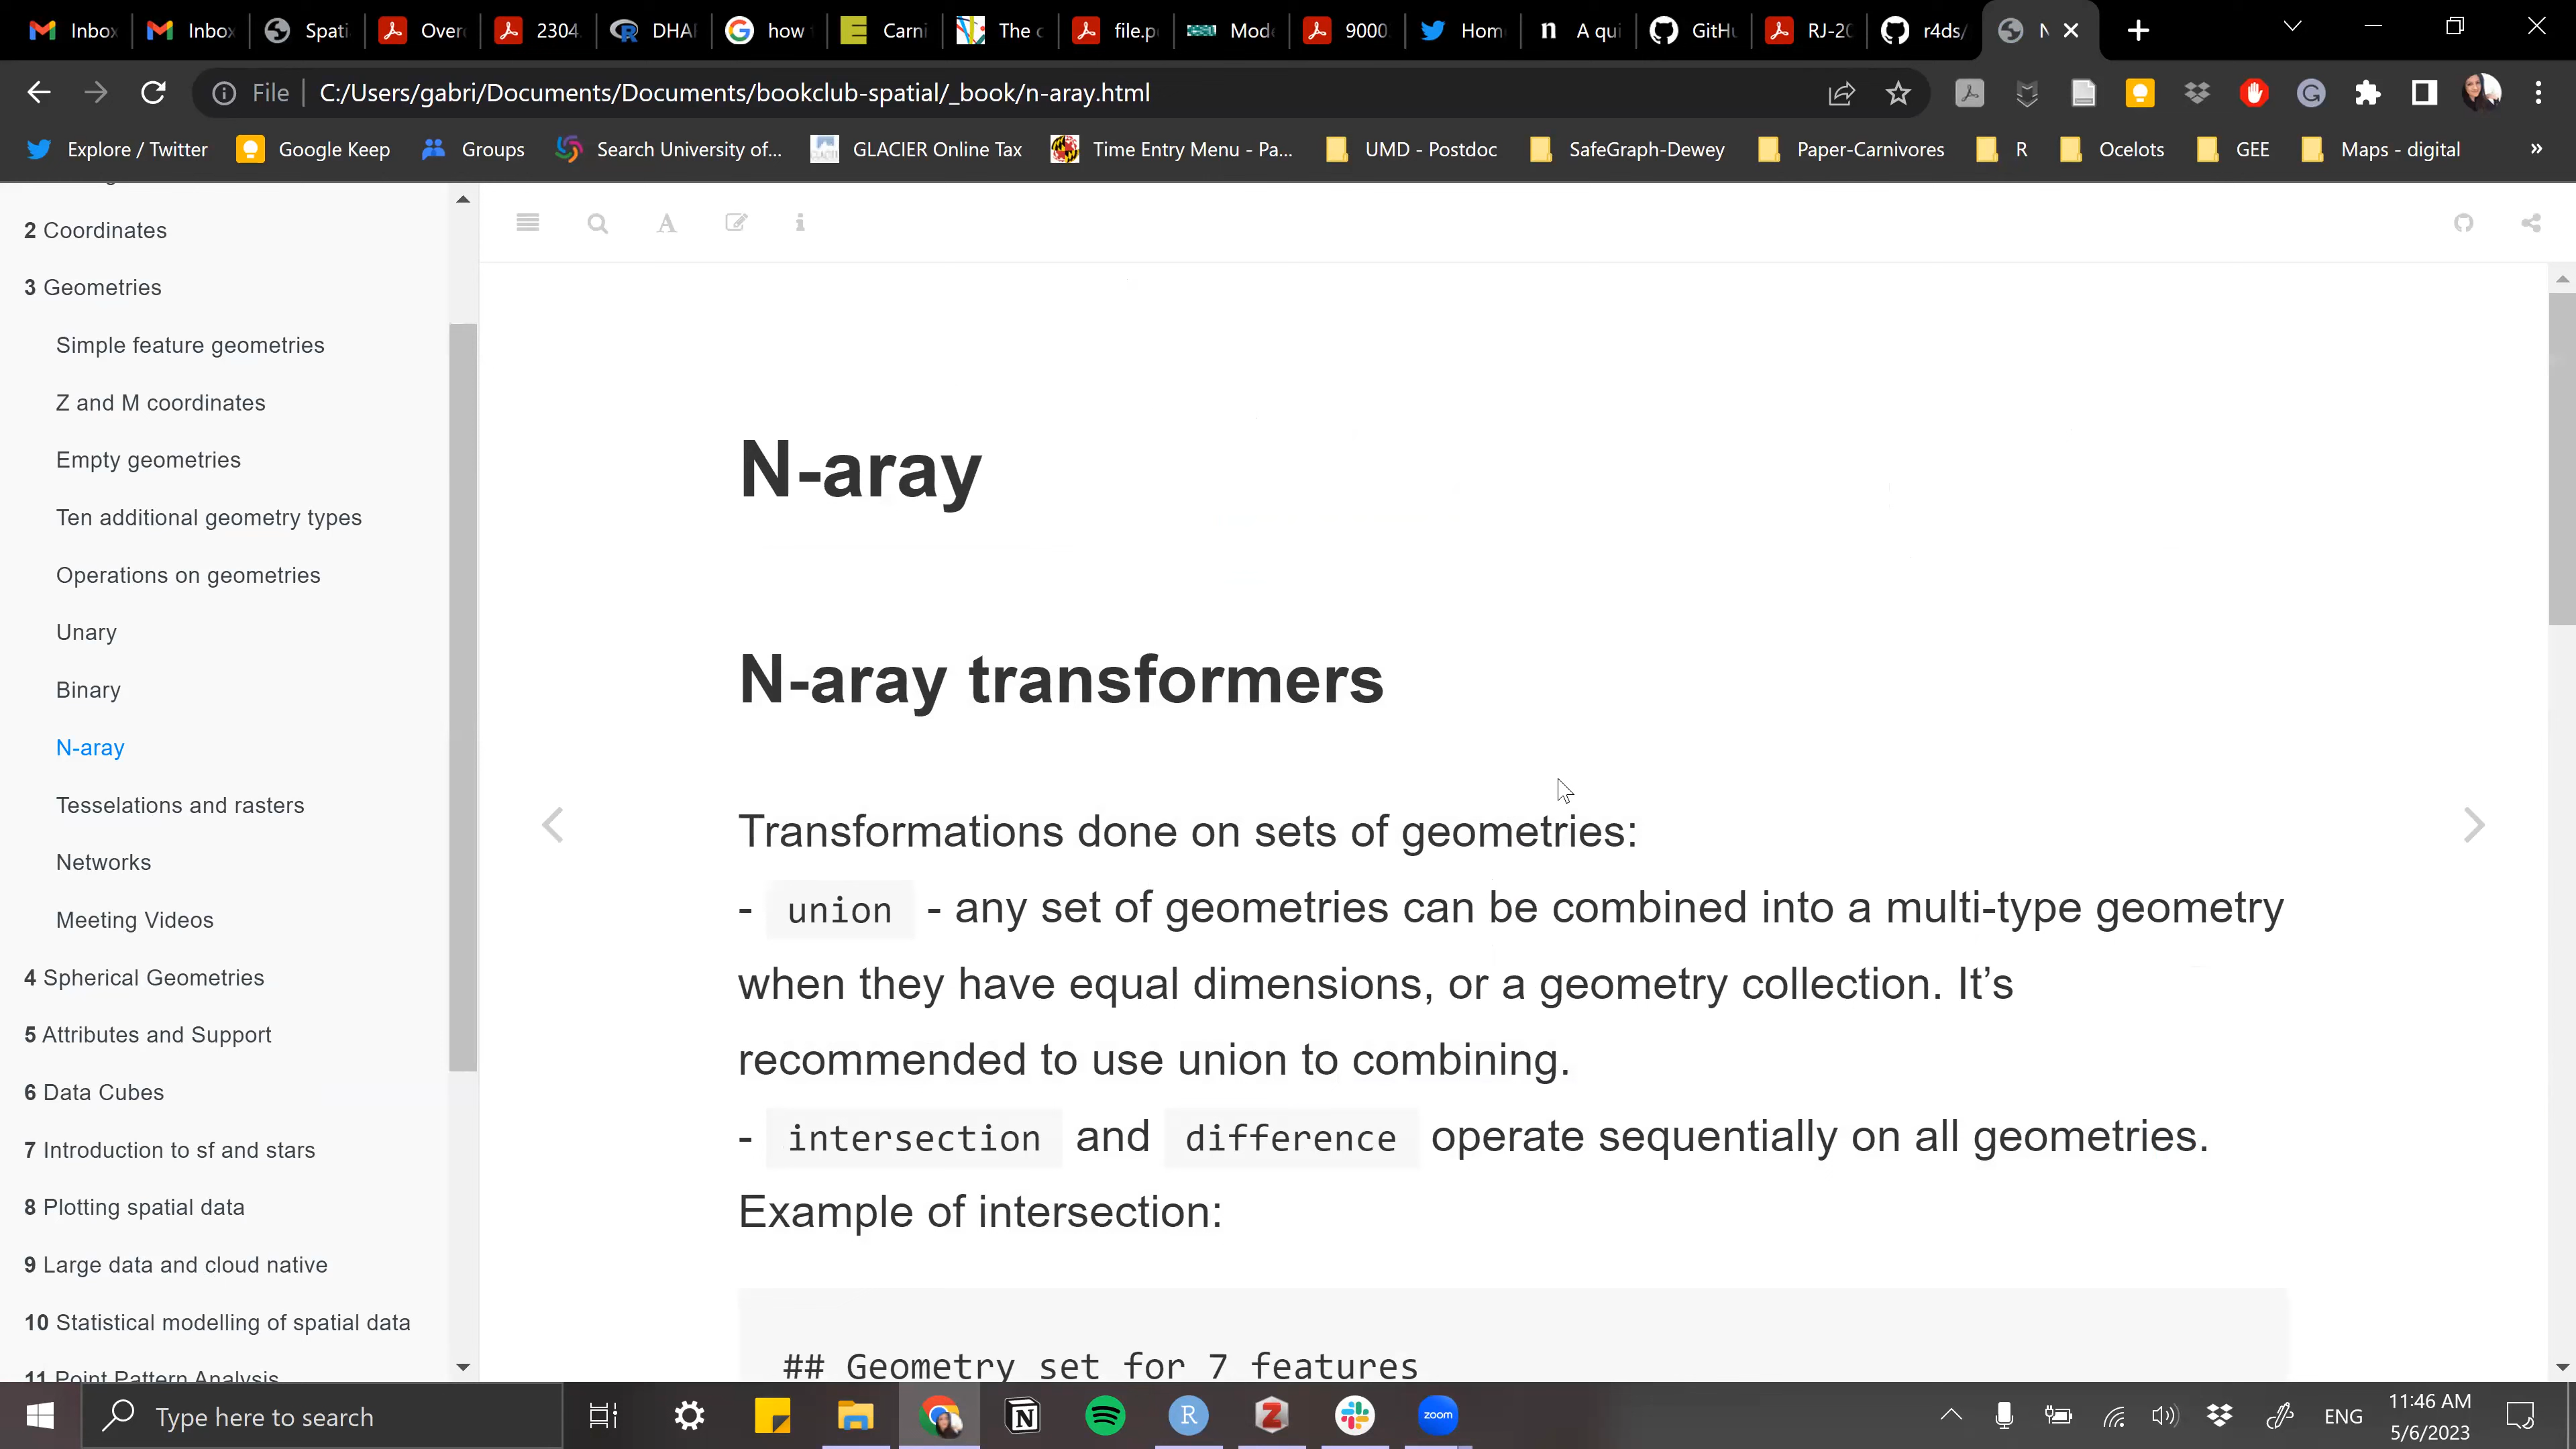 Inbox
Inbox
Spati
Over
2304.
DHAR
how
Carni
The c
file.p
Mod
9000
Hom
A qui
GitHu
RJ-20
r4ds/
N
File
C:/Users/gabri/Documents/Documents/bookclub-spatial/_book/n-aray.html
Explore / Twitter
Google Keep
Groups
Search University of...
GLACIER Online Tax
Time Entry Menu - Pa...
UMD - Postdoc
SafeGraph-Dewey
Paper-Carnivores
R
Ocelots
GEE
Maps - digital
»
2 Coordinates
3 Geometries
Simple feature geometries
Z and M coordinates
Empty geometries
Ten additional geometry types
Operations on geometries
Unary
Binary
N-aray
Tesselations and rasters
Networks
Meeting Videos
4 Spherical Geometries
5 Attributes and Support
6 Data Cubes
7 Introduction to sf and stars
8 Plotting spatial data
9 Large data and cloud native
10 Statistical modelling of spatial data
11 Point Pattern Analysis
N-aray
N-aray transformers
Transformations done on sets of geometries:
- union - any set of geometries can be combined into a multi-type geometry
when they have equal dimensions, or a geometry collection. It’s
recommended to use union to combining.
- intersection and difference operate sequentially on all geometries.
Example of intersection:
## Geometry set for 7 features
Type here to search
zoom
ENG
11:46 AM
5/6/2023